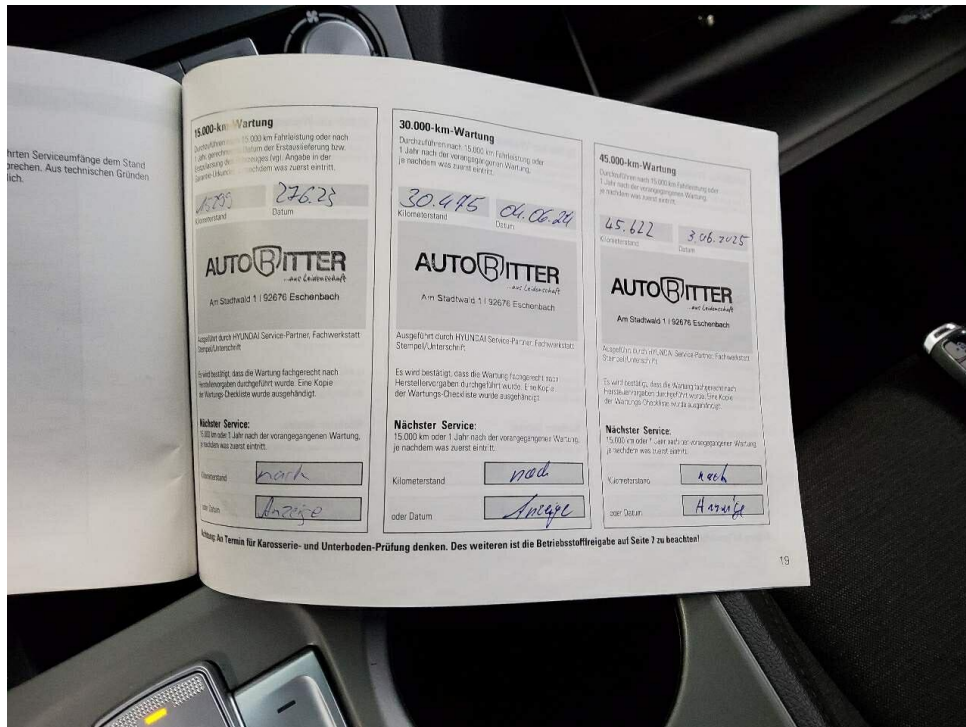 hrten Serviceumfänge dem Stand
prechen. Aus technischen Gründen
lich.
15.000-km-Wartung
Durchzuführen nach 15.000 km Fahrleistung oder nach
1 Jahr, gerechnet Datum der Erstauslieferung bzw.
Erstzulassung des (vgl. Angabe in der
Garantie-Urkunde), je nachdem was zuerst eintritt.
15299 27.6.23
Kilometerstand Datum
AUTO RITTER
...aus Leidenschaft
Am Stadtwald 1 | 92676 Eschenbach
Ausgeführt durch HYUNDAI Service-Partner, Fachwerkstatt
Stempel/Unterschrift
Es wird bestätigt, dass die Wartung fachgerecht nach
Herstellervorgaben durchgeführt wurde. Eine Kopie
der Wartungs-Checkliste wurde ausgehändigt.
Nächster Service:
15.000 km oder 1 Jahr nach der vorangegangenen Wartung,
je nachdem was zuerst eintritt.
Kilometerstand nach
oder Datum Anzeige
30.000-km-Wartung
Durchzuführen nach 15.000 km Fahrleistung oder
1 Jahr nach der vorangegangenen Wartung,
je nachdem was zuerst eintritt.
30.495 04.06.24
Kilometerstand Datum
AUTO RITTER
...aus Leidenschaft
Am Stadtwald 1 | 92676 Eschenbach
Ausgeführt durch HYUNDAI Service-Partner, Fachwerkstatt
Stempel/Unterschrift
Es wird bestätigt, dass die Wartung fachgerecht nach
Herstellervorgaben durchgeführt wurde. Eine Kopie
der Wartungs-Checkliste wurde ausgehändigt.
Nächster Service:
15.000 km oder 1 Jahr nach der vorangegangenen Wartung,
je nachdem was zuerst eintritt.
Kilometerstand nach
oder Datum Anzeige
45.000-km-Wartung
Durchzuführen nach 15.000 km Fahrleistung oder
1 Jahr nach der vorangegangenen Wartung,
je nachdem was zuerst eintritt.
45.622 3.06.2025
Kilometerstand Datum
AUTO RITTER
...aus Leidenschaft
Am Stadtwald 1 | 92676 Eschenbach
Ausgeführt durch HYUNDAI Service-Partner, Fachwerkstatt
Stempel/Unterschrift
Es wird bestätigt, dass die Wartung fachgerecht nach
Herstellervorgaben durchgeführt wurde. Eine Kopie
der Wartungs-Checkliste wurde ausgehändigt.
Nächster Service:
15.000 km oder 1 Jahr nach der vorangegangenen Wartung,
je nachdem was zuerst eintritt.
Kilometerstand nach
oder Datum Anzeige
Achtung: An Termin für Karosserie- und Unterboden-Prüfung denken. Des weiteren ist die Betriebsstofffreigabe auf Seite 7 zu beachten!
19